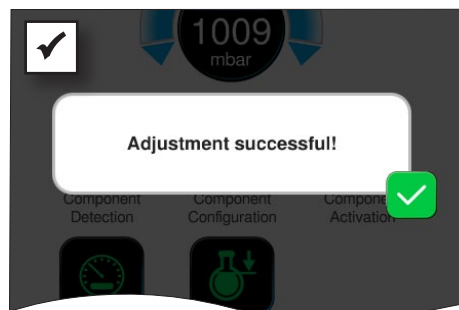 1009
mbar
Adjustment successful!
Component Component Compone
Detection Configuration Activation